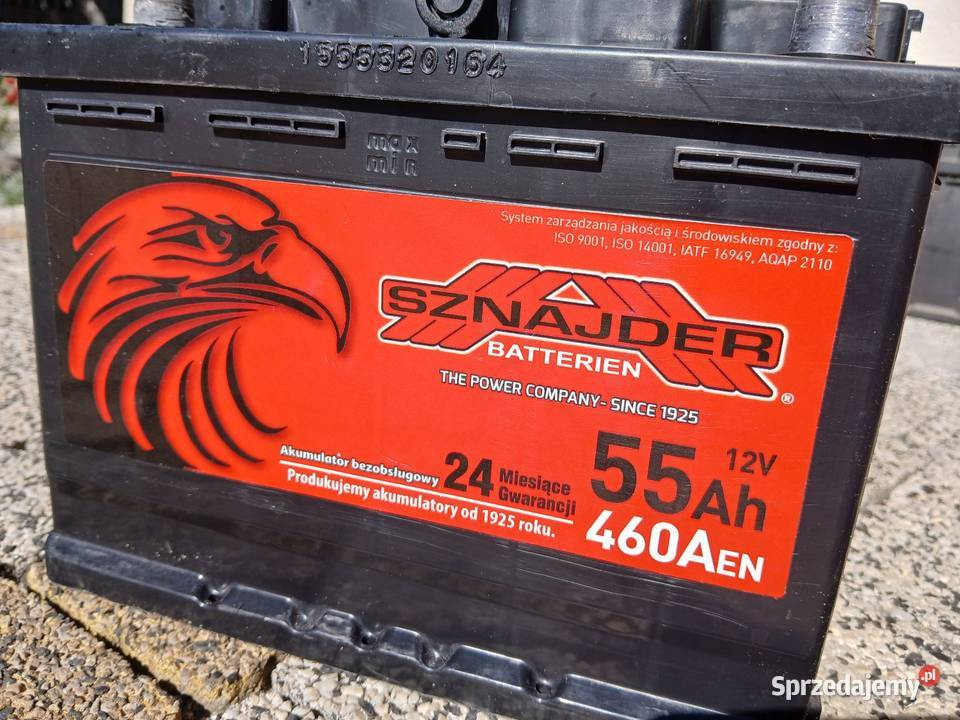 1555320164
max
min
System zarządzania jakością i środowiskiem zgodny z:
ISO 9001, ISO 14001, IATF 16949, AQAP 2110
SZNAJDER
BATTERIEN
®
THE POWER COMPANY- SINCE 1925
55Ah 12V
460AEN
Akumulator bezobsługowy
24 Miesiące
Gwarancji
Produkujemy akumulatory od 1925 roku.
Sprzedajemy.pl